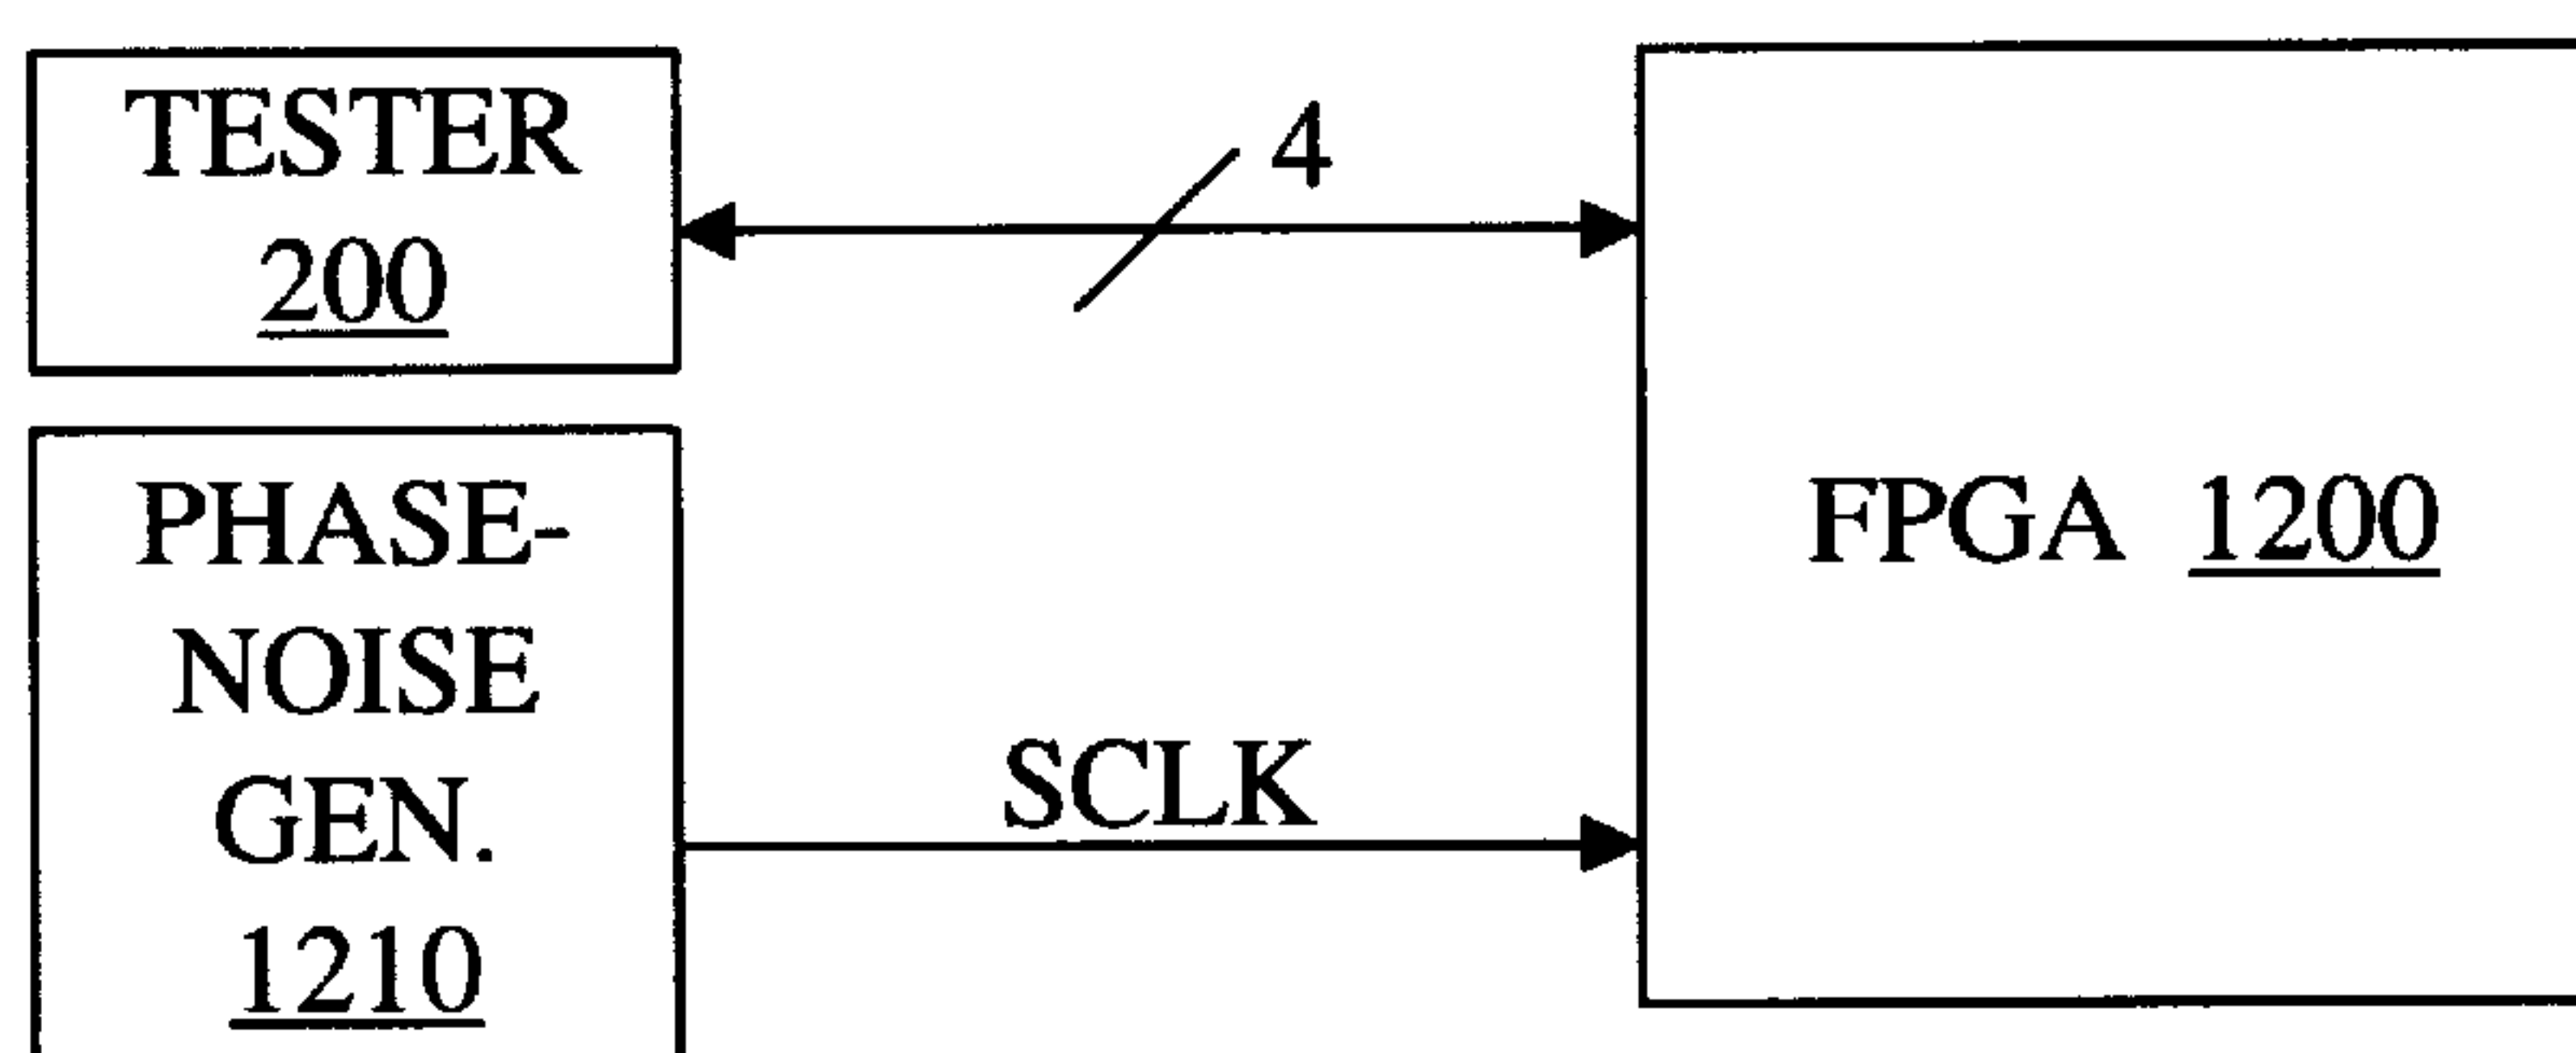 TESTER
200
4
PHASE-
NOISE
GEN.
1210
SCLK
FPGA 1200